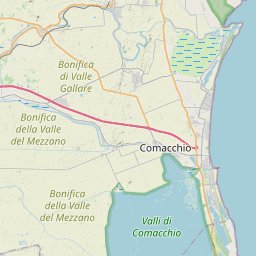 Bonifica
di Valle
Gallare
Bonifica
della Valle
del Mezzano
Comacchio
Bonifica
della Valle
del Mezzano
Valli di
Comacchio